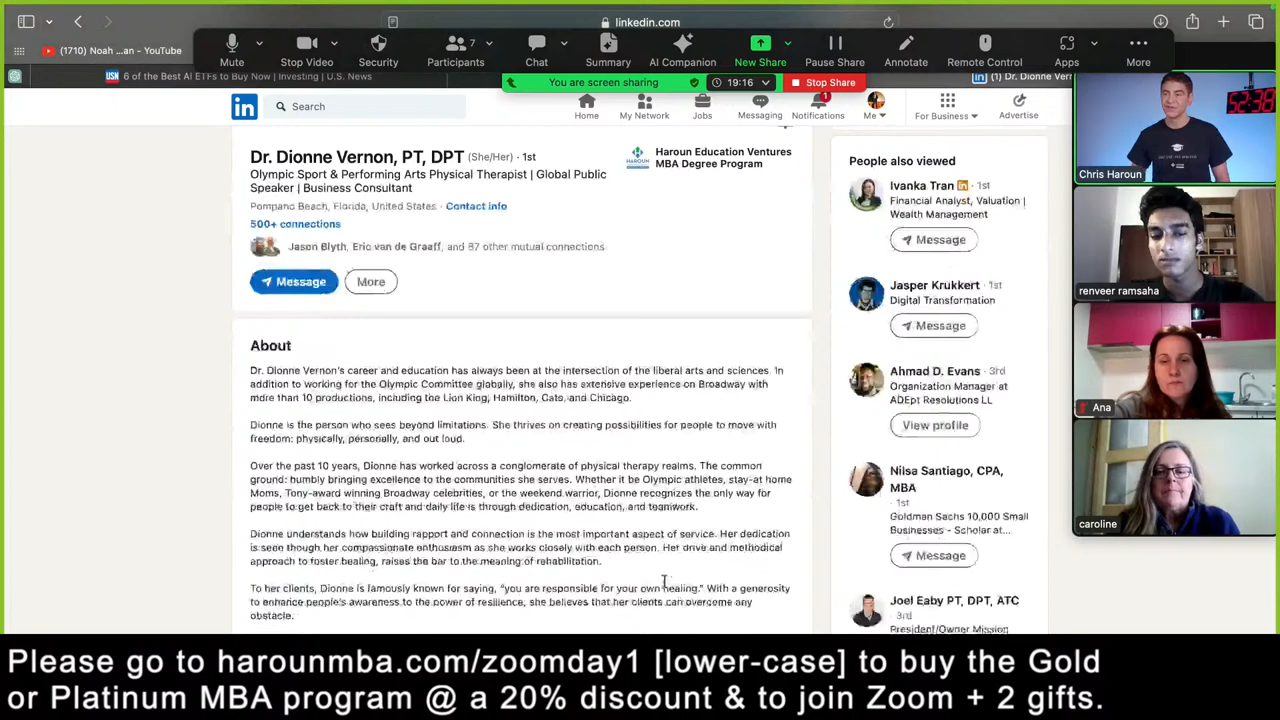 linkedin.com
(1710) Noah ...an - YouTube
Mute
Stop Video
Security
7
Participants
Chat
Summary
AI Companion
New Share
Pause Share
Annotate
Remote Control
More
USN 6 of the Best AI ETFs to Buy Now | Investing | U.S. News
You are screen sharing
19:16
Stop Share
(1) Dr. Dionne Ver
in
Search
Home
My Network
Jobs
Messaging
1
Notifications
Me
For Business
Advertise
Dr. Dionne Vernon, PT, DPT (She/Her) · 1st
Olympic Sport & Performing Arts Physical Therapist | Global Public
Speaker | Business Consultant
Pompano Beach, Florida, United States · Contact info
500+ connections
Jason Blyth, Eric van de Graaff, and 87 other mutual connections
Message
More
Haroun Education Ventures
MBA Degree Program
About
Dr. Dionne Vernon's career and education has always been at the intersection of the liberal arts and sciences. In
addition to working for the Olympic Committee globally, she also has extensive experience on Broadway with
more than 10 productions, including the Lion King, Hamilton, Cats, and Chicago.
Dionne is the person who sees beyond limitations. She thrives on creating possibilities for people to move with
freedom: physically, personally, and out loud.
Over the past 10 years, Dionne has worked across a conglomerate of physical therapy realms. The common
ground: humbly bringing excellence to the communities she serves. Whether it be Olympic athletes, stay-at home
Moms, Tony-award winning Broadway celebrities, or the weekend warrior, Dionne recognizes the only way for
people to get back to their craft and daily life is through dedication, education, and teamwork.
Dionne understands how building rapport and connection is the most important aspect of service. Her dedication
is seen though her compassionate enthusiasm as she works closely with each person. Her drive and methodical
approach to foster healing, raises the bar to the meaning of rehabilitation.
To her clients, Dionne is famously known for saying, "you are responsible for your own healing." With a generosity
to enhance people's awareness to the power of resilience, she believes that her clients can overcome any
obstacle.
People also viewed
Ivanka Tran in · 1st
Financial Analyst, Valuation |
Wealth Management
Message
Jasper Krukkert · 1st
Digital Transformation
Message
Ahmad D. Evans · 3rd
Organization Manager at
ADEpt Resolutions LL
View profile
Nilsa Santiago, CPA,
MBA
· 1st
Goldman Sachs 10,000 Small
Businesses - Scholar at...
Message
Joel Eaby PT, DPT, ATC
· 3rd
President/Owner Mission
52:38
Chris Haroun
renveer ramsaha
Ana
caroline
Please go to harounmba.com/zoomday1 [lower-case] to buy the Gold
or Platinum MBA program @ a 20% discount & to join Zoom + 2 gifts.